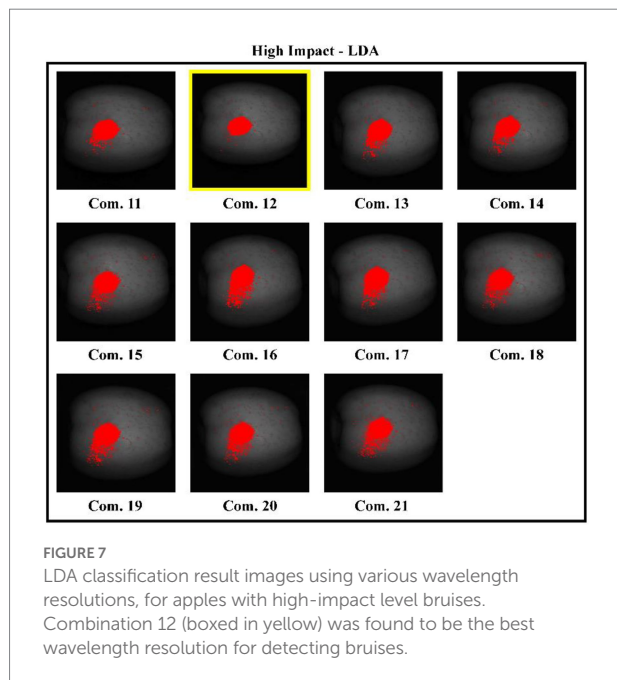 High Impact - LDA
Com. 11 Com. 12 Com. 13 Com. 14
Com. 15 Com. 16 Com. 17 Com. 18
Com. 19 Com. 20 Com. 21
FIGURE 7
LDA classification result images using various wavelength
resolutions, for apples with high-impact level bruises.
Combination 12 (boxed in yellow) was found to be the best
wavelength resolution for detecting bruises.